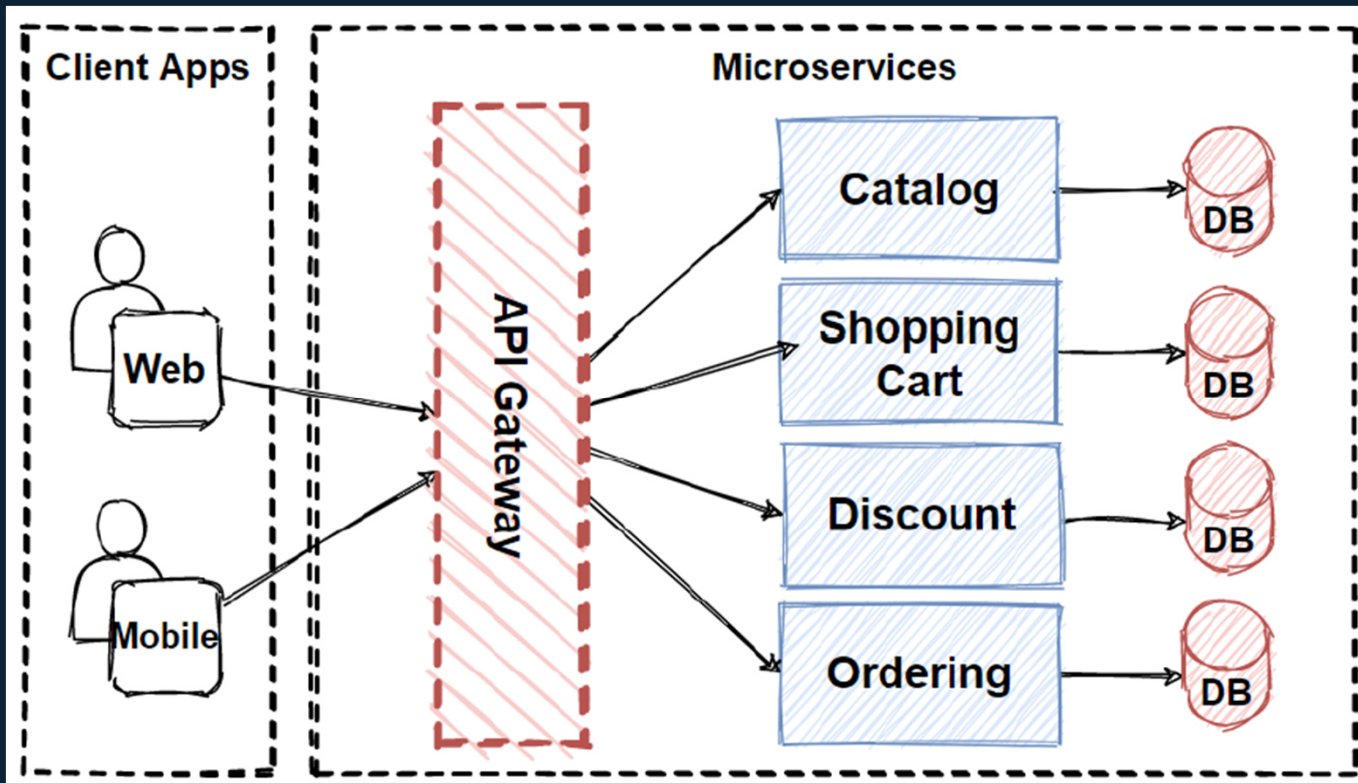 Client Apps
Microservices
Web
Mobile
API Gateway
Catalog
DB
Shopping
Cart
DB
Discount
DB
Ordering
DB